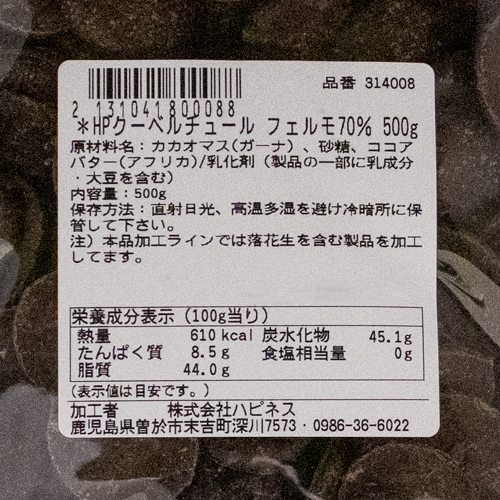 品番 314008
2 131041 800088
＊HPクーベルチュール フェルモ70% 500g
原材料名：カカオマス(ガーナ)、砂糖、ココア
バター(アフリカ)/乳化剤（製品の一部に乳成分
・大豆を含む）
内容量：500g
保存方法：直射日光、高温多湿を避け冷暗所に保
管して下さい。
注）本品加工ラインでは落花生を含む製品を加工
してます。
栄養成分表示（100g当り）
熱量 610kcal 炭水化物 45.1g
たんぱく質 8.5g 食塩相当量 0g
脂質 44.0g
（表示値は目安です。）
加工者 株式会社ハピネス
鹿児島県曽於市末吉町深川7573・0986-36-6022